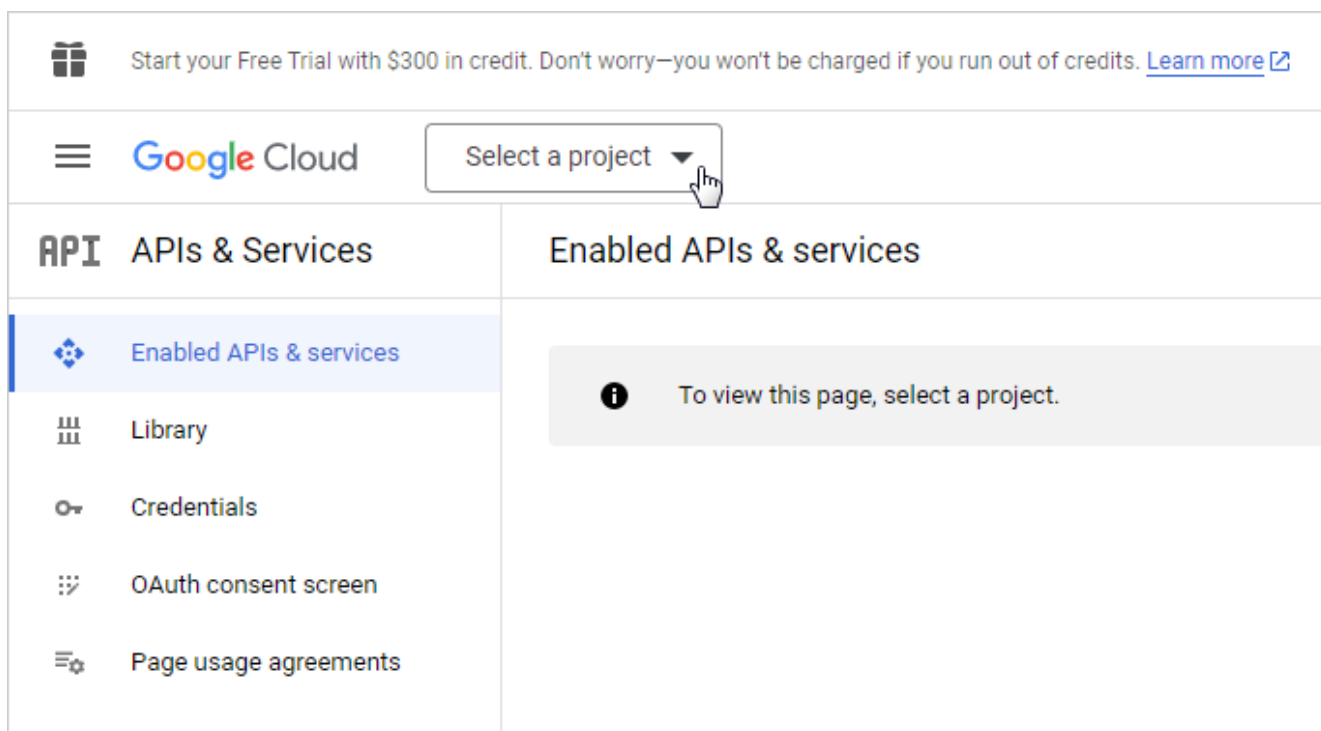 Start your Free Trial with $300 in credit. Don't worry—you won't be charged if you run out of credits. Learn more
Google Cloud
Select a project
API
APIs & Services
Enabled APIs & services
Enabled APIs & services
To view this page, select a project.
Library
Credentials
OAuth consent screen
Page usage agreements